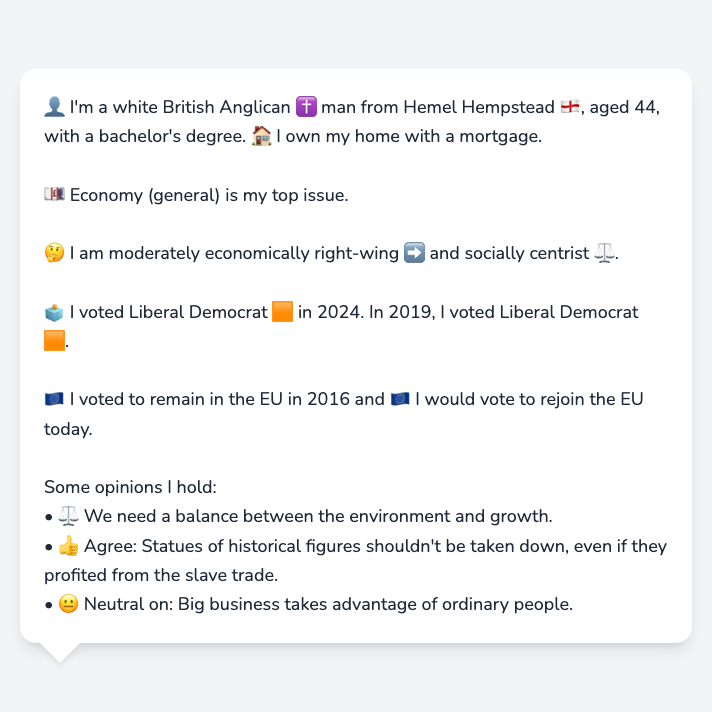 👤 I'm a white British Anglican ✝️ man from Hemel Hempstead 🏴󠁧󠁢󠁥󠁮󠁧󠁿, aged 44,
with a bachelor's degree. 🏠 I own my home with a mortgage.
💷 Economy (general) is my top issue.
🤔 I am moderately economically right-wing ➡️ and socially centrist ⚖️.
🗳️ I voted Liberal Democrat 🟧 in 2024. In 2019, I voted Liberal Democrat
🟧.
🇪🇺 I voted to remain in the EU in 2016 and 🇪🇺 I would vote to rejoin the EU
today.
Some opinions I hold:
• ⚖️ We need a balance between the environment and growth.
• 👍 Agree: Statues of historical figures shouldn't be taken down, even if they
profited from the slave trade.
• 😐 Neutral on: Big business takes advantage of ordinary people.